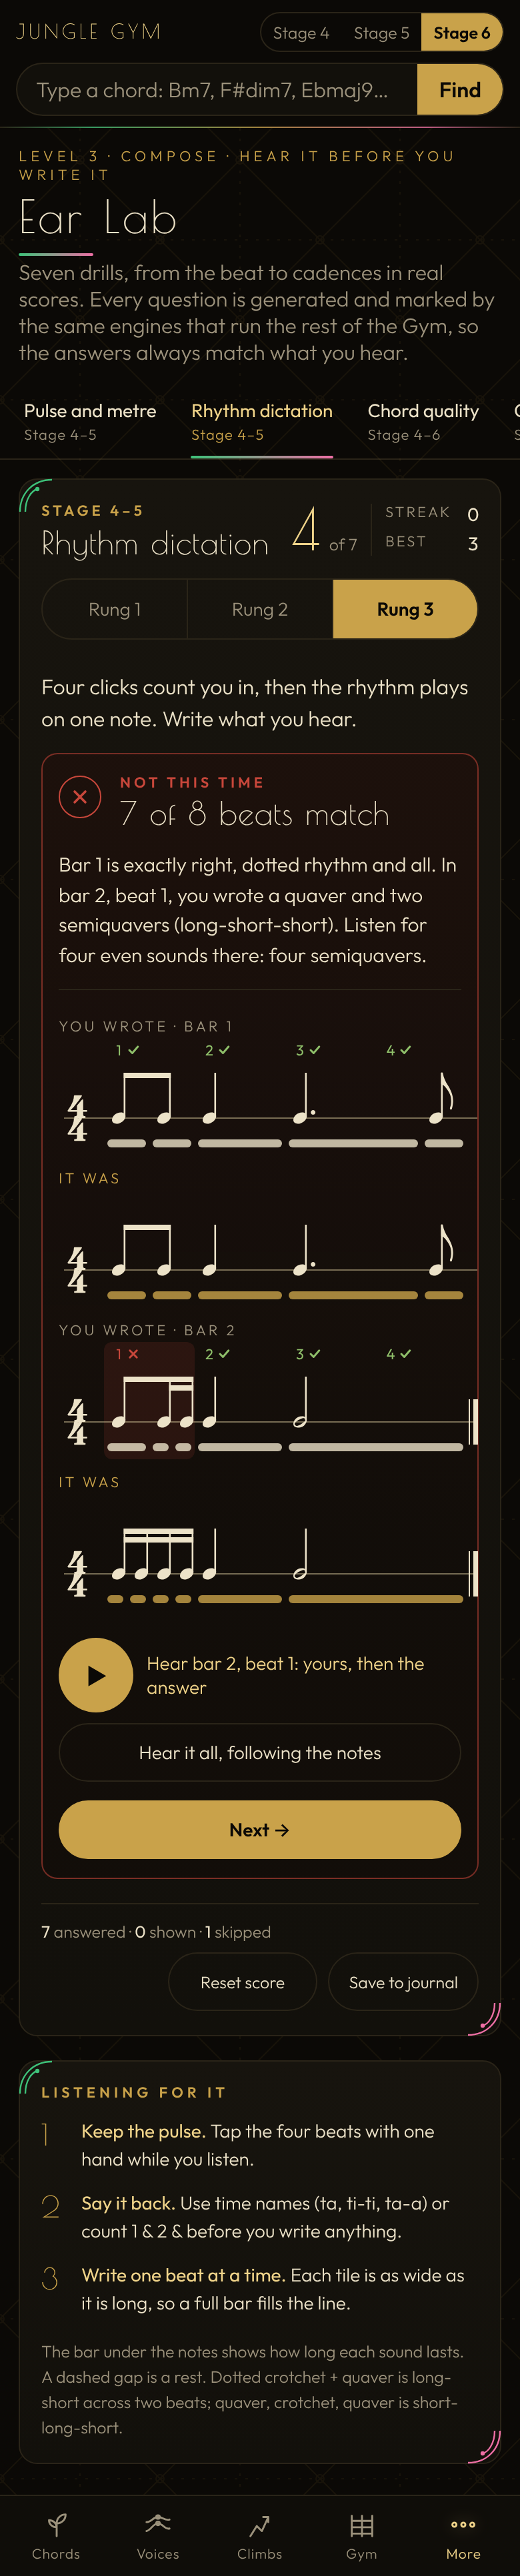 JUNGLE GYM
Stage 4 Stage 5 Stage 6
Type a chord: Bm7, F#dim7, Ebmaj9... Find
LEVEL 3 · COMPOSE · HEAR IT BEFORE YOU
WRITE IT
Ear Lab
Seven drills, from the beat to cadences in real
scores. Every question is generated and marked by
the same engines that run the rest of the Gym, so
the answers always match what you hear.
Pulse and metre Rhythm dictation Chord quality
Stage 4–5 Stage 4–5 Stage 4–6
STAGE 4–5
Rhythm dictation
4 of 7
STREAK 0
BEST 3
Rung 1 Rung 2 Rung 3
Four clicks count you in, then the rhythm plays
on one note. Write what you hear.
NOT THIS TIME
7 of 8 beats match
Bar 1 is exactly right, dotted rhythm and all. In
bar 2, beat 1, you wrote a quaver and two
semiquavers (long-short-short). Listen for
four even sounds there: four semiquavers.
YOU WROTE · BAR 1
1 ✓ 2 ✓ 3 ✓ 4 ✓
4
4
IT WAS
4
4
YOU WROTE · BAR 2
1 ✕ 2 ✓ 3 ✓ 4 ✓
4
4
IT WAS
4
4
Hear bar 2, beat 1: yours, then the
answer
Hear it all, following the notes
Next →
7 answered · 0 shown · 1 skipped
Reset score Save to journal
LISTENING FOR IT
1 Keep the pulse. Tap the four beats with one
hand while you listen.
2 Say it back. Use time names (ta, ti-ti, ta-a) or
count 1 & 2 & before you write anything.
3 Write one beat at a time. Each tile is as wide as
it is long, so a full bar fills the line.
The bar under the notes shows how long each sound lasts.
A dashed gap is a rest. Dotted crotchet + quaver is long-
short across two beats; quaver, crotchet, quaver is short-
long-short.
Chords Voices Climbs Gym More